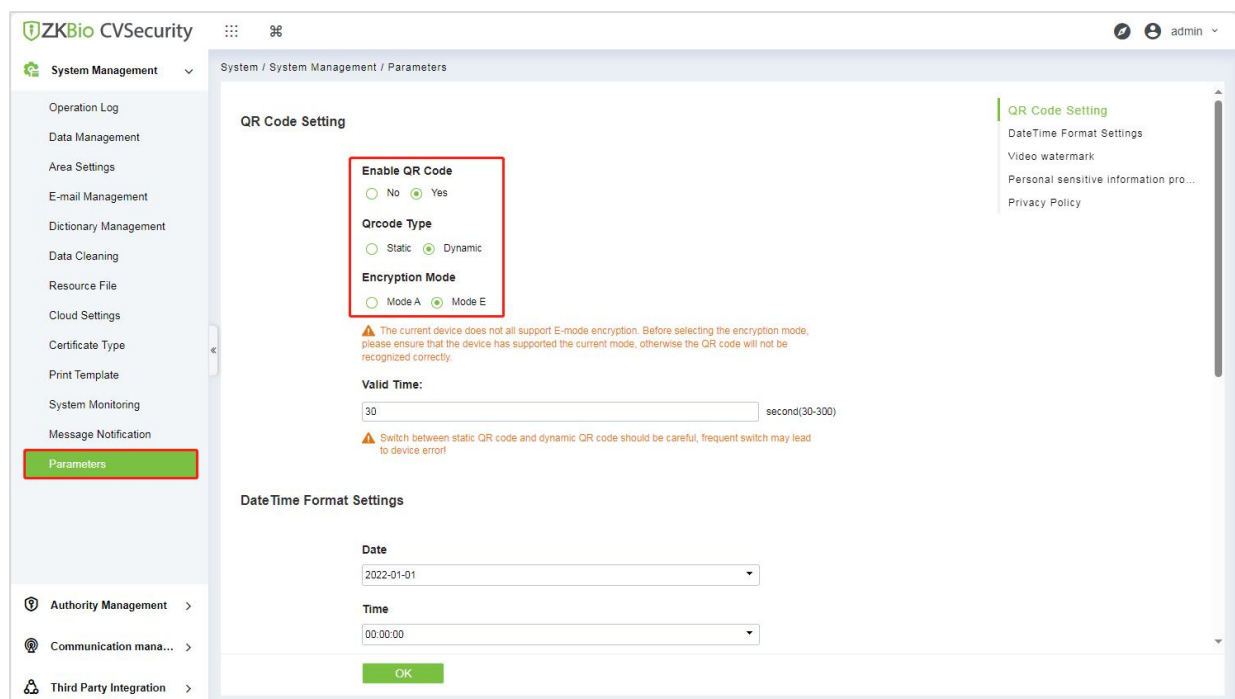 ZKBio CVSecurity
admin
System Management
System / System Management / Parameters
Operation Log
Data Management
Area Settings
E-mail Management
Dictionary Management
Data Cleaning
Resource File
Cloud Settings
Certificate Type
Print Template
System Monitoring
Message Notification
Parameters
Authority Management
Communication mana...
Third Party Integration
QR Code Setting
Enable QR Code
No Yes
Qrcode Type
Static Dynamic
Encryption Mode
Mode A Mode E
The current device does not all support E-mode encryption. Before selecting the encryption mode,
please ensure that the device has supported the current mode, otherwise the QR code will not be
recognized correctly.
Valid Time:
30 second(30-300)
Switch between static QR code and dynamic QR code should be careful, frequent switch may lead
to device error!
DateTime Format Settings
Date
2022-01-01
Time
00:00:00
OK
QR Code Setting
DateTime Format Settings
Video watermark
Personal sensitive information pro...
Privacy Policy